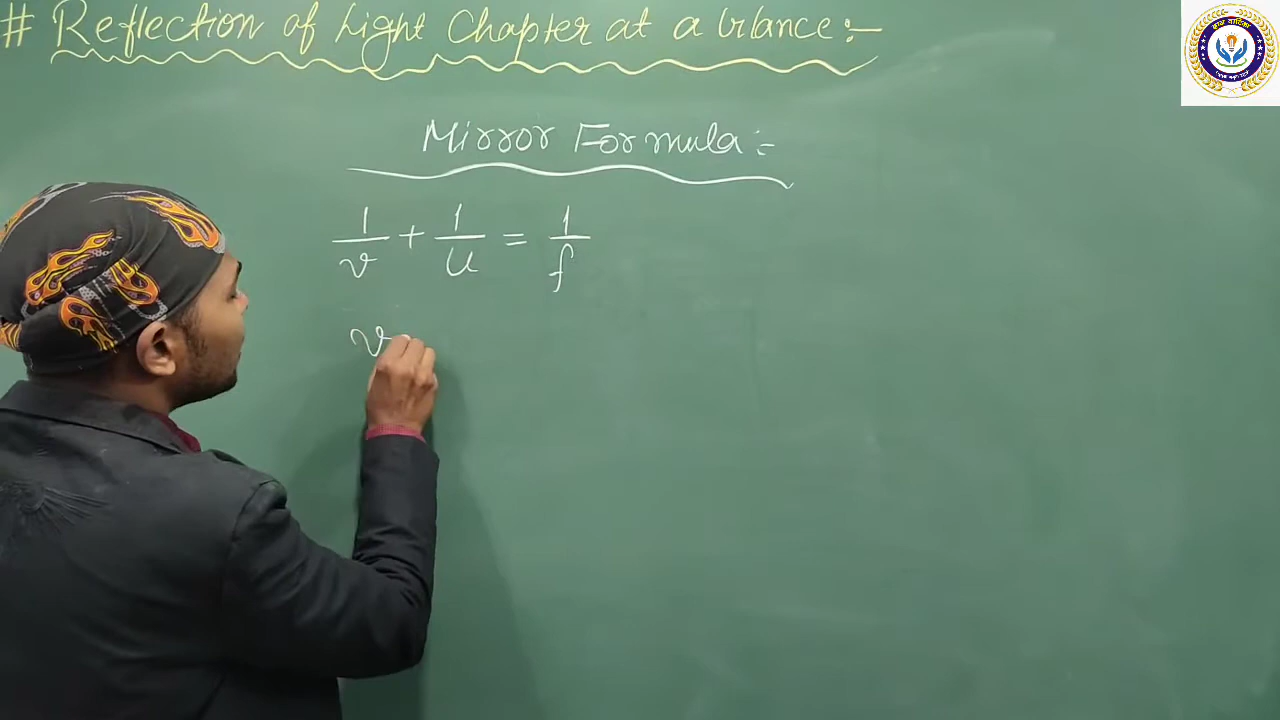 # Reflection of Light Chapter at a Glance:-
Mirror Formula:-
1/v + 1/u = 1/f
v